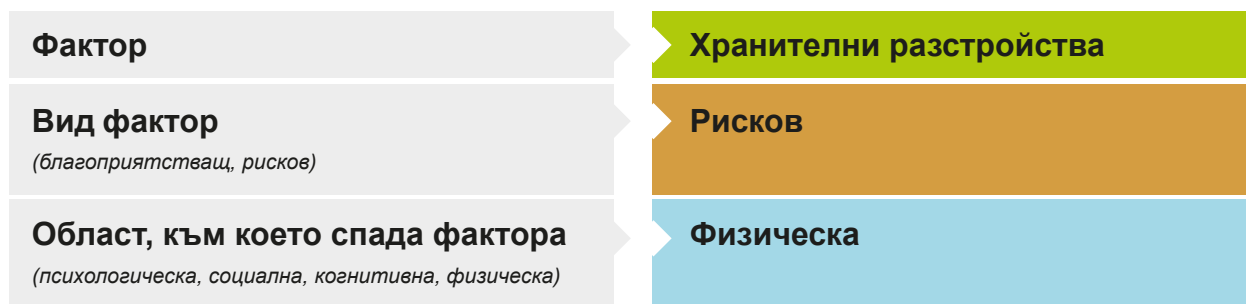 Фактор
Хранителни разстройства
Вид фактор
(благоприятстващ, рисков)
Рисков
Област, към което спада фактора
(психологическа, социална, когнитивна, физическа)
Физическа